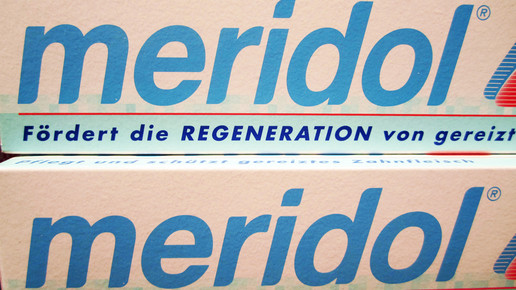 meridol®
Fördert die REGENERATION von gereizt
Pflegt und schützt gereiztes Zahnfleisch
meridol®